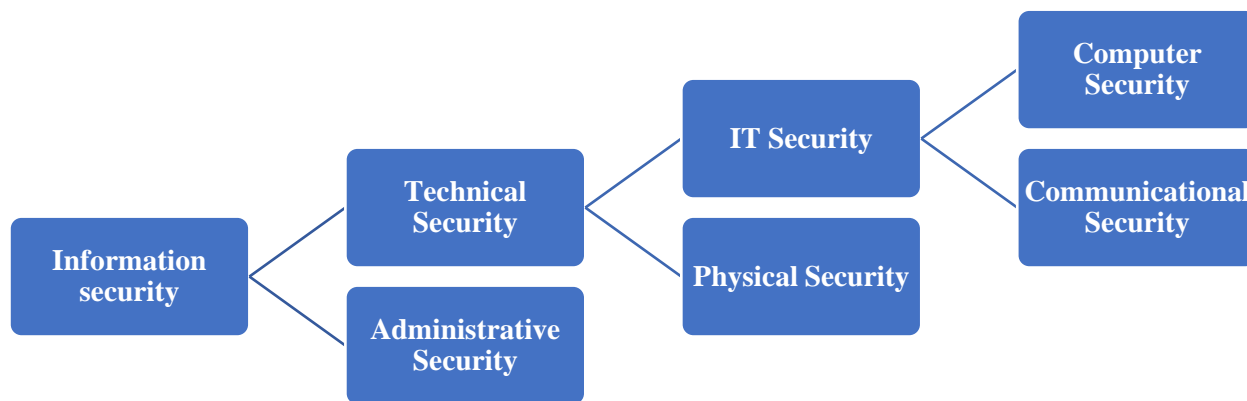 Information
security
Technical
Security
Administrative
Security
IT Security
Physical Security
Computer
Security
Communicational
Security